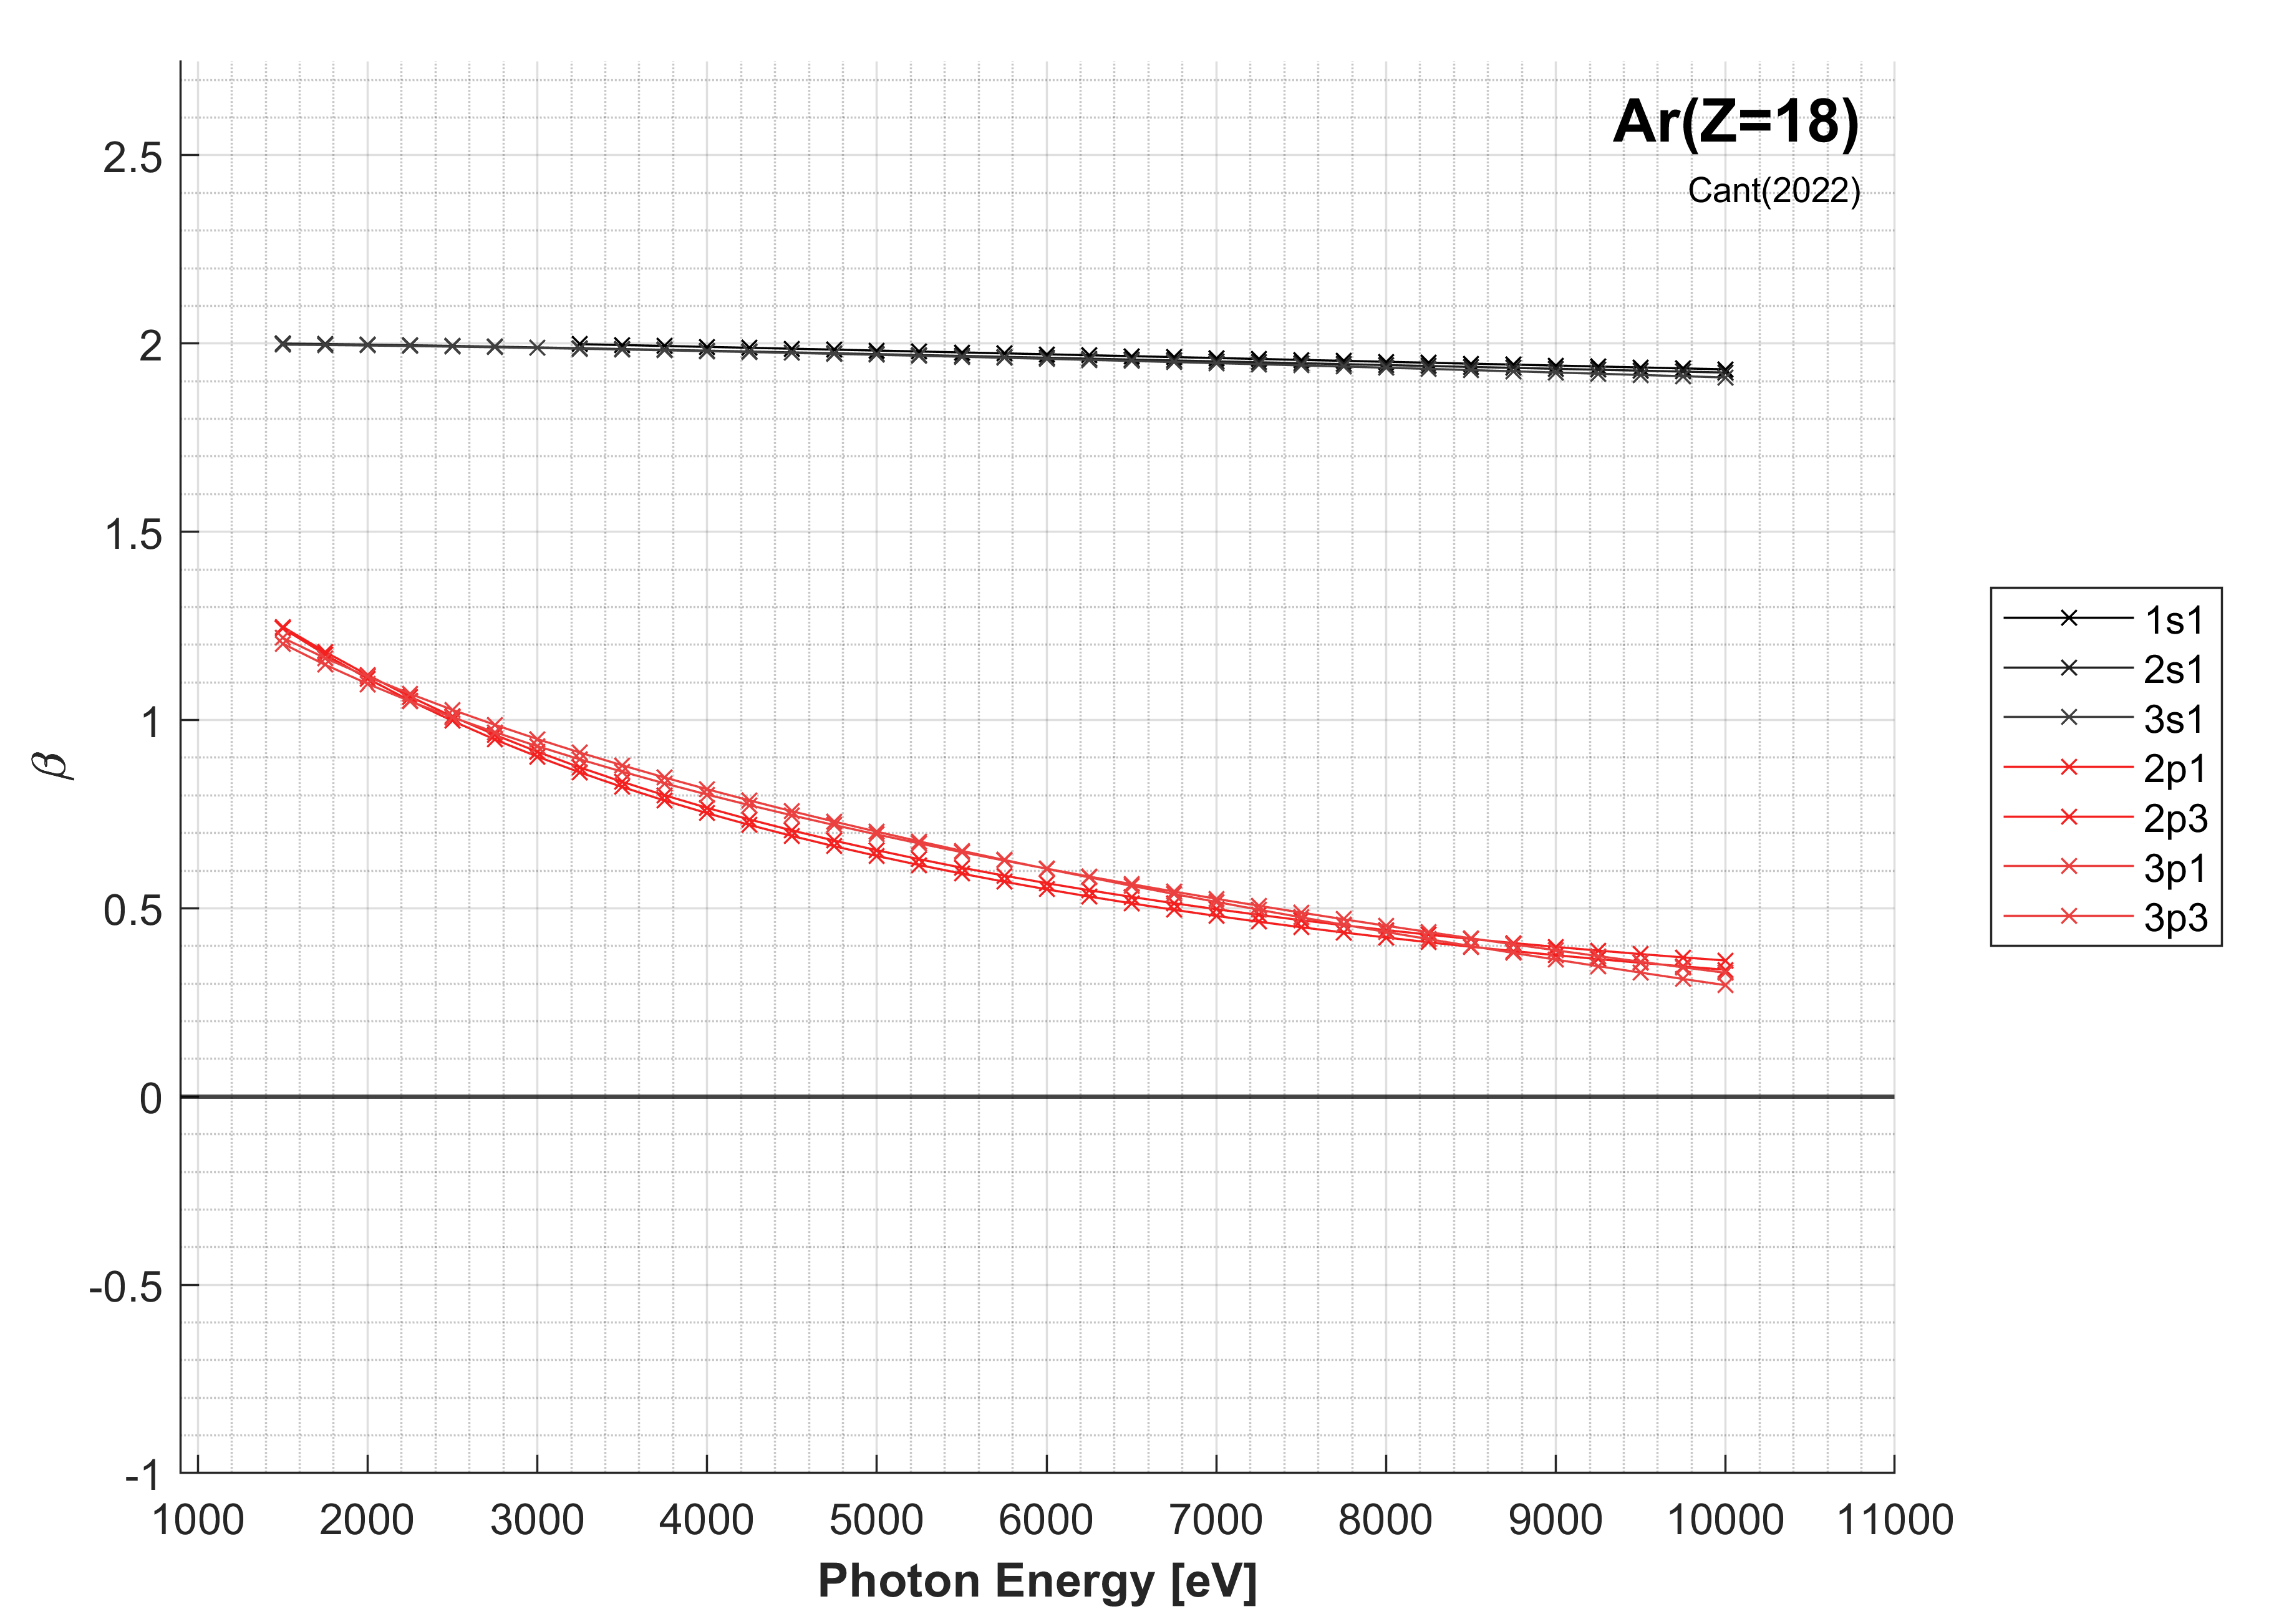 Ar(Z=18)
Cant(2022)
2.5
2
1.5
1
0.5
0
-0.5
-1
β
1000 2000 3000 4000 5000 6000 7000 8000 9000 10000 11000
Photon Energy [eV]
1s1
2s1
3s1
2p1
2p3
3p1
3p3